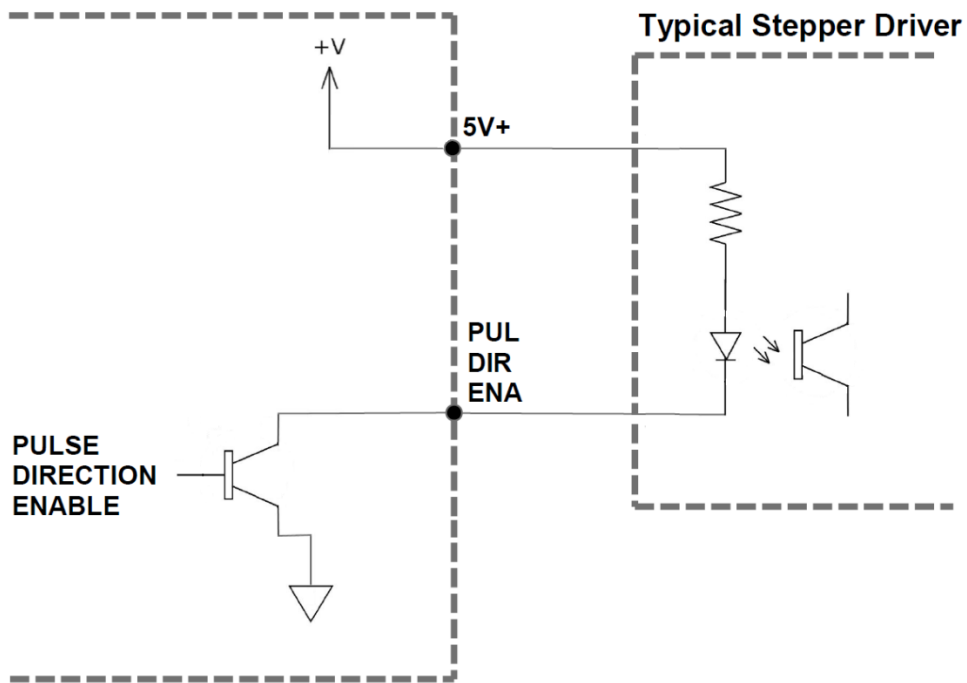 Typical Stepper Driver
+V
5V+
PUL
DIR
ENA
PULSE
DIRECTION
ENABLE